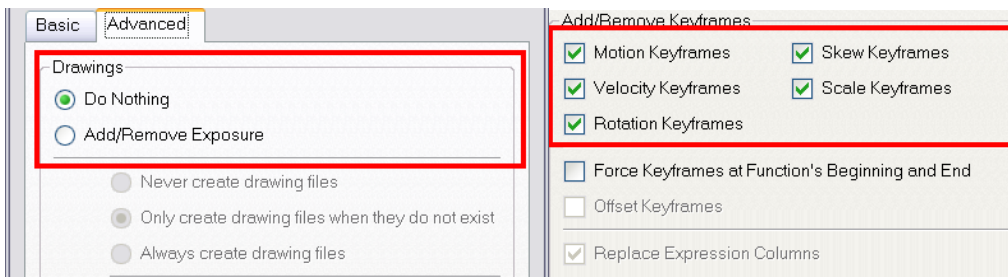 Basic
Advanced
Drawings
Do Nothing
Add/Remove Exposure
Never create drawing files
Only create drawing files when they do not exist
Always create drawing files
Add/Remove Keyframes
Motion Keyframes
Skew Keyframes
Velocity Keyframes
Scale Keyframes
Rotation Keyframes
Force Keyframes at Function's Beginning and End
Offset Keyframes
Replace Expression Columns